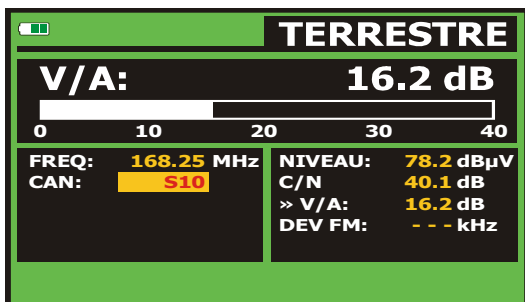 TERRESTRE
V/A: 16.2 dB
0 10 20 30 40
FREQ: 168.25 MHz
CAN: S10
NIVEAU: 78.2 dBµV
C/N 40.1 dB
» V/A: 16.2 dB
DEV FM: - - - kHz